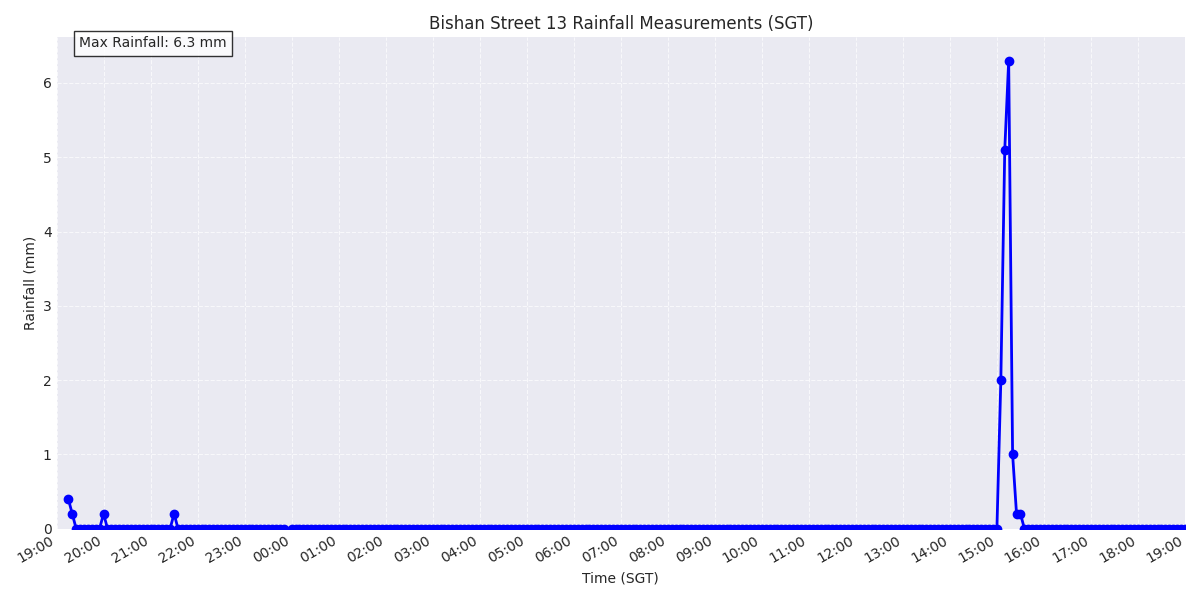 Bishan Street 13 Rainfall Measurements (SGT)
Max Rainfall: 6.3 mm
Rainfall (mm)
6
5
4
3
2
1
0
19:00 20:00 21:00 22:00 23:00 00:00 01:00 02:00 03:00 04:00 05:00 06:00 07:00 08:00 09:00 10:00 11:00 12:00 13:00 14:00 15:00 16:00 17:00 18:00 19:00
Time (SGT)